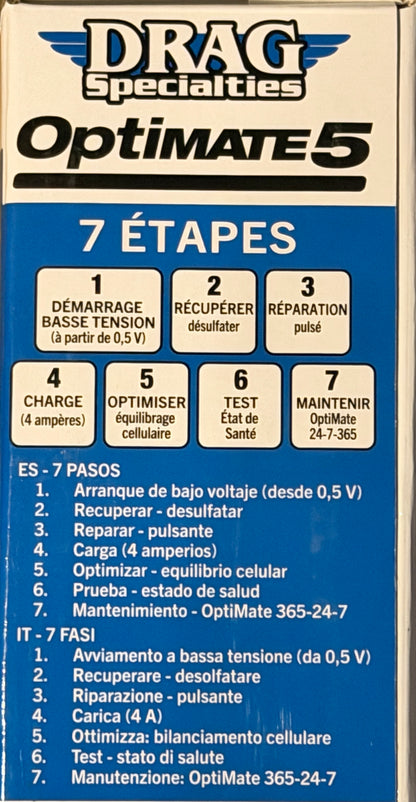 DRAG
Specialties
OptiMATE 5
7 ÉTAPES
1
DÉMARRAGE
BASSE TENSION
(à partir de 0,5 V)
2
RÉCUPÉRER
désulfater
3
RÉPARATION
pulsé
4
CHARGE
(4 ampères)
5
OPTIMISER
équilibrage
cellulaire
6
TEST
État de
Santé
7
MAINTENIR
OptiMate
24-7-365
ES - 7 PASOS
1. Arranque de bajo voltaje (desde 0,5 V)
2. Recuperar - desulfatar
3. Reparar - pulsante
4. Carga (4 amperios)
5. Optimizar - equilibrio celular
6. Prueba - estado de salud
7. Mantenimiento - OptiMate 365-24-7
IT - 7 FASI
1. Avviamento a bassa tensione (da 0,5 V)
2. Recuperare - desolfatare
3. Riparazione - pulsante
4. Carica (4 A)
5. Ottimizza: bilanciamento cellulare
6. Test - stato di salute
7. Manutenzione: OptiMate 365-24-7